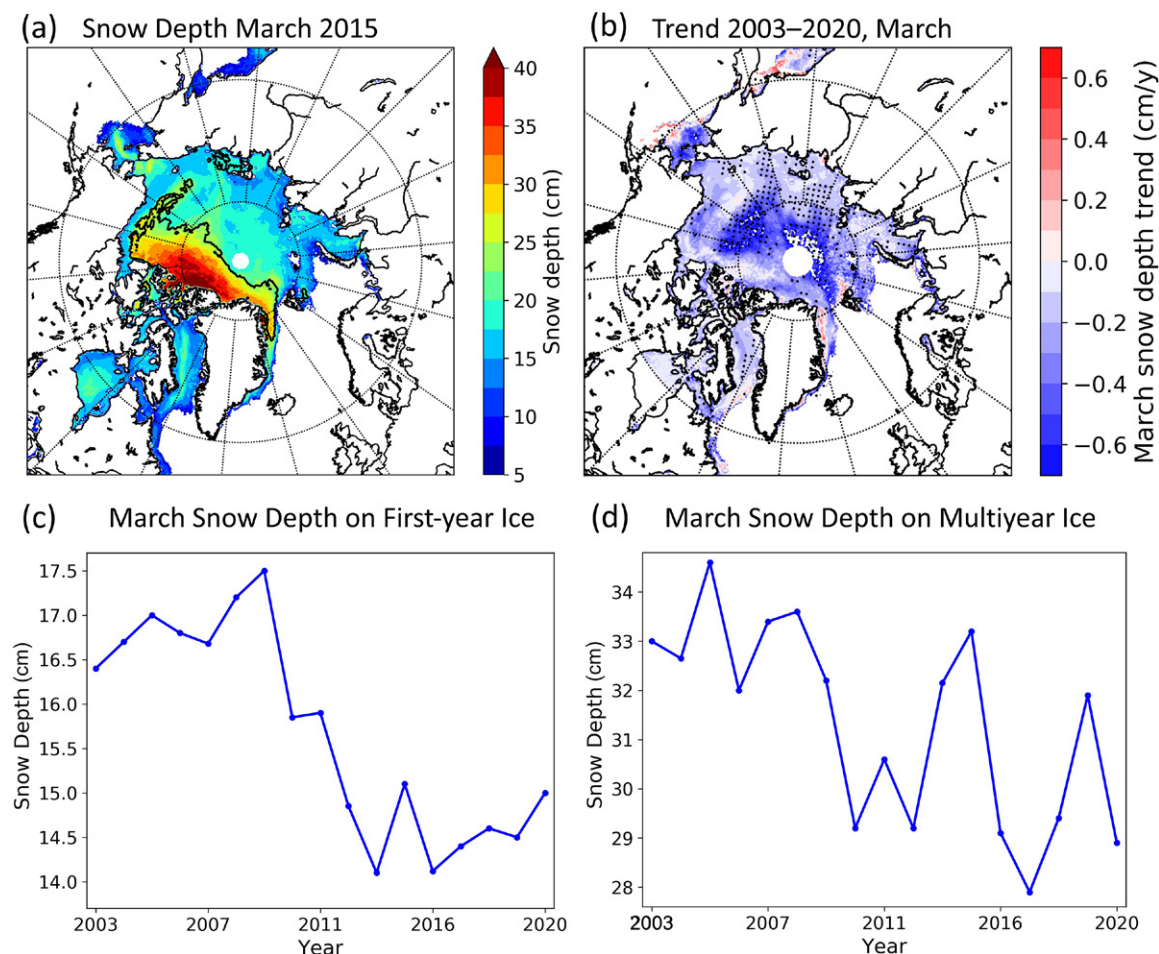 (a) Snow Depth March 2015
40
35
30
25
20
15
10
5
Snow depth (cm)
(b) Trend 2003–2020, March
0.6
0.4
0.2
0.0
−0.2
−0.4
−0.6
March snow depth trend (cm/y)
(c) March Snow Depth on First-year Ice
17.5
17.0
16.5
16.0
15.5
15.0
14.5
14.0
Snow Depth (cm)
2003 2007 2011 2016 2020
Year
(d) March Snow Depth on Multiyear Ice
34
33
32
31
30
29
28
Snow Depth (cm)
2003 2007 2011 2016 2020
Year